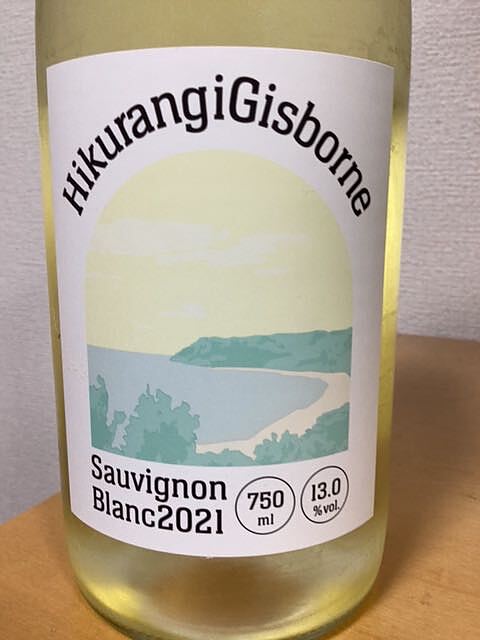 HikurangiGisborne
Sauvignon
Blanc2021
750
ml
13.0
%vol.